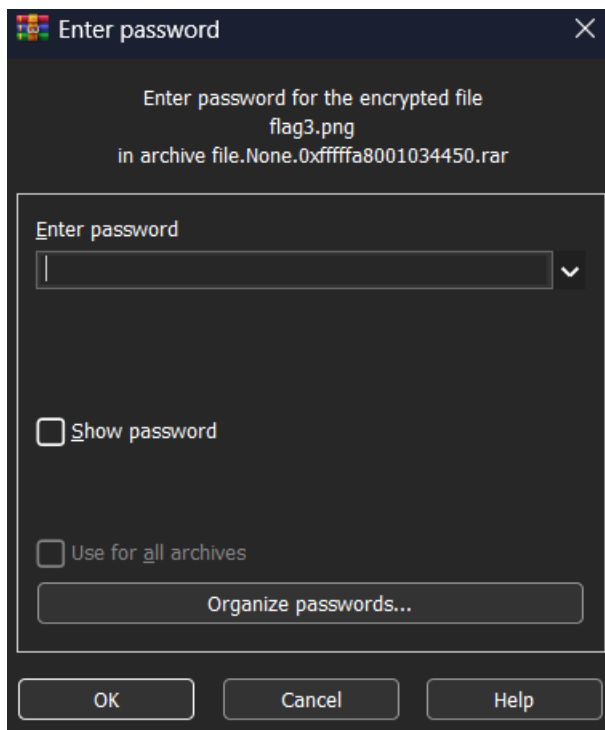 Enter password
Enter password for the encrypted file
flag3.png
in archive file.None.0xfffffa8001034450.rar
Enter password
Show password
Use for all archives
Organize passwords...
OK
Cancel
Help